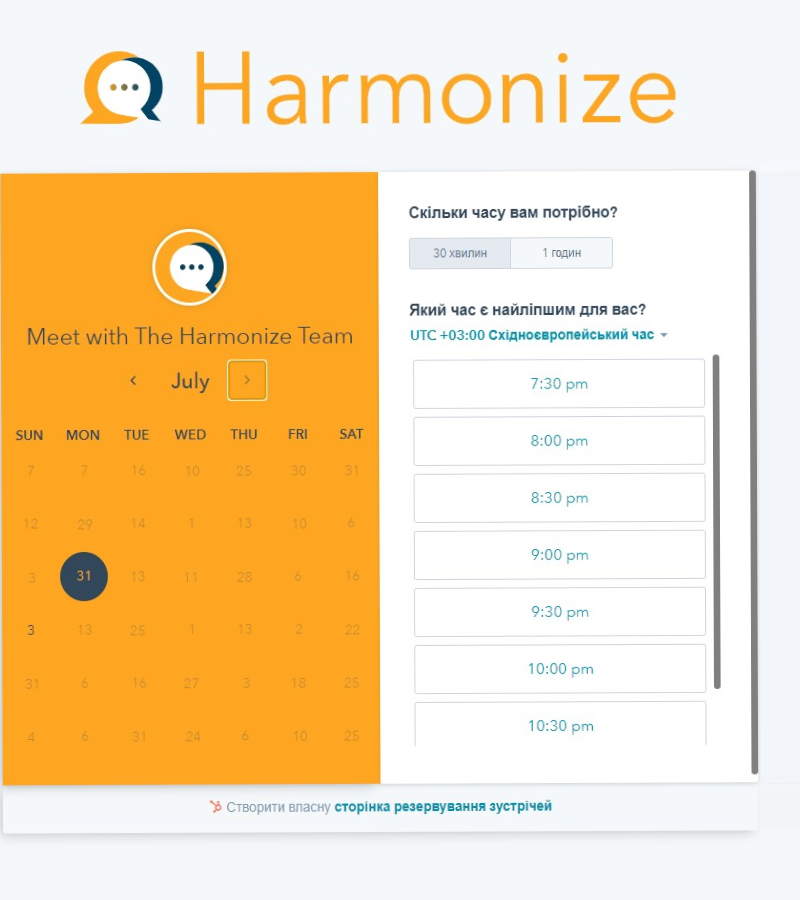 Harmonize
Meet with The Harmonize Team
July
SUN MON TUE WED THU FRI SAT
7 7 16 10 25 30 31
12 29 14 1 13 10 6
3 31 13 11 28 6 16
3 13 25 1 13 2 22
31 6 16 27 3 18 25
4 6 31 24 6 10 25
Скільки часу вам потрібно?
30 хвилин 1 годин
Який час є найліпшим для вас?
UTC +03:00 Східноєвропейський час
7:30 pm
8:00 pm
8:30 pm
9:00 pm
9:30 pm
10:00 pm
10:30 pm
Створити власну сторінка резервування зустрічей